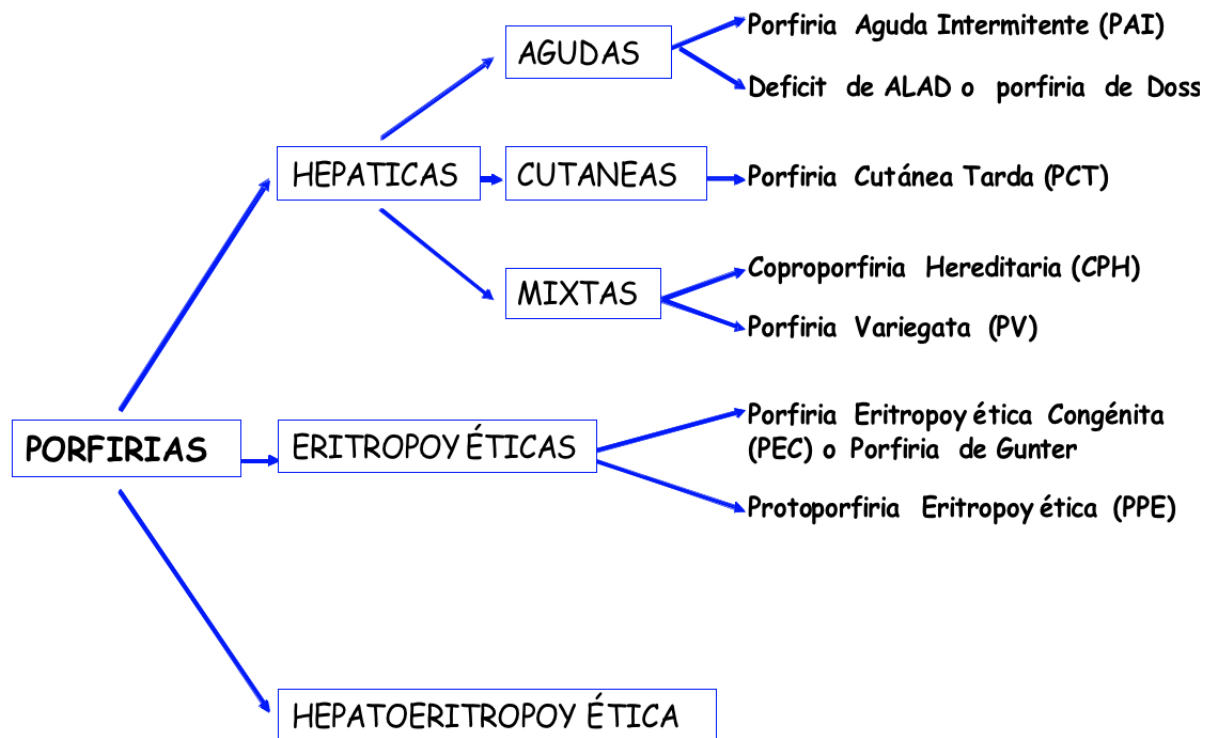 Porfiria Aguda Intermitente (PAI)
AGUDAS
Deficit de ALAD o porfiria de Doss
HEPATICAS
CUTANEAS
Porfiria Cutánea Tarda (PCT)
Coproporfiria Hereditaria (CPH)
MIXTAS
Porfiria Variegata (PV)
PORFIRIAS
ERITROPOY ÉTICAS
Porfiria Eritropoy ética Congénita
(PEC) o Porfiria de Gunter
Protoporfiria Eritropoy ética (PPE)
HEPATOERITROPOY ÉTICA